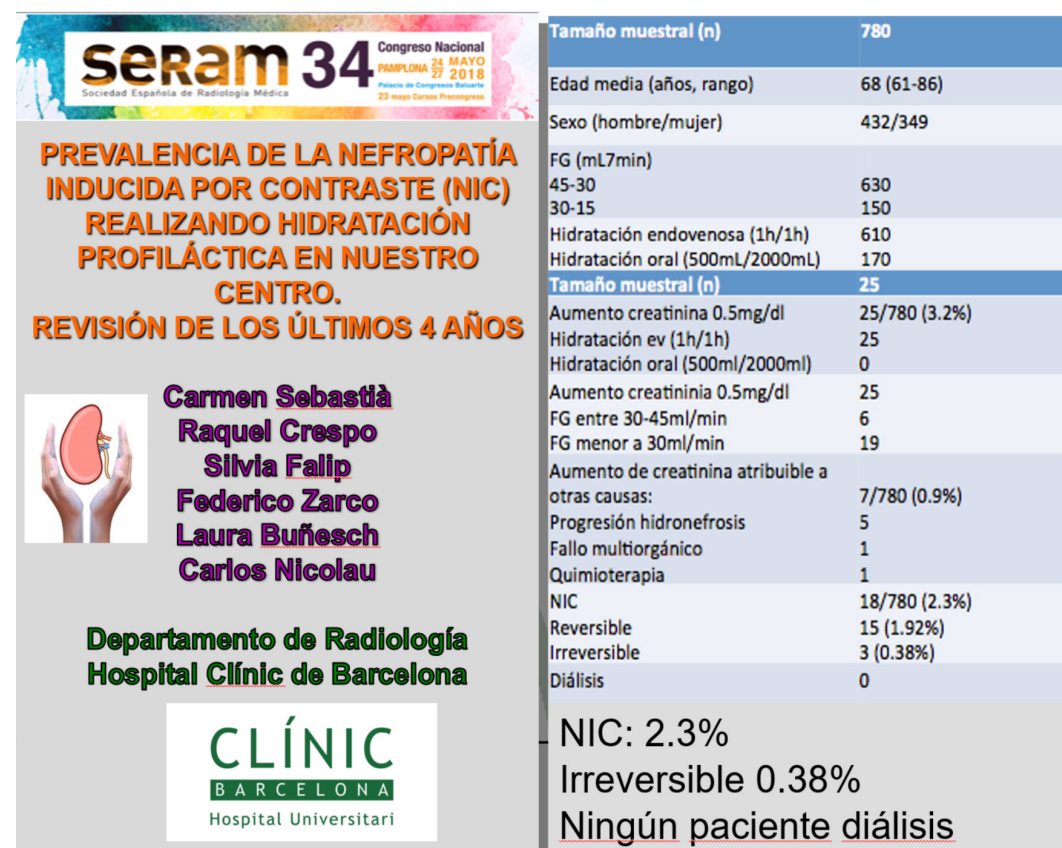 SERam 34
Sociedad Española de Radiología Médica
Congreso Nacional
PAMPLONA 24 27 MAYO 2018
Palacio de Congresos Baluarte
23 mayo Cursos Precongreso
PREVALENCIA DE LA NEFROPATÍA
INDUCIDA POR CONTRASTE (NIC)
REALIZANDO HIDRATACIÓN
PROFILÁCTICA EN NUESTRO
CENTRO.
REVISIÓN DE LOS ÚLTIMOS 4 AÑOS
Carmen Sebastià
Raquel Crespo
Silvia Falip
Federico Zarco
Laura Buñesch
Carlos Nicolau
Departamento de Radiología
Hospital Clínic de Barcelona
CLÍNIC
BARCELONA
Hospital Universitari
Tamaño muestral (n) 780
Edad media (años, rango) 68 (61-86)
Sexo (hombre/mujer) 432/349
FG (mL7min)
45-30 630
30-15 150
Hidratación endovenosa (1h/1h) 610
Hidratación oral (500mL/2000mL) 170
Tamaño muestral (n) 25
Aumento creatinina 0.5mg/dl 25/780 (3.2%)
Hidratación ev (1h/1h) 25
Hidratación oral (500ml/2000ml) 0
Aumento creatininia 0.5mg/dl 25
FG entre 30-45ml/min 6
FG menor a 30ml/min 19
Aumento de creatinina atribuible a
otras causas: 7/780 (0.9%)
Progresión hidronefrosis 5
Fallo multiorgánico 1
Quimioterapia 1
NIC 18/780 (2.3%)
Reversible 15 (1.92%)
Irreversible 3 (0.38%)
Diálisis 0
NIC: 2.3%
Irreversible 0.38%
Ningún paciente diálisis